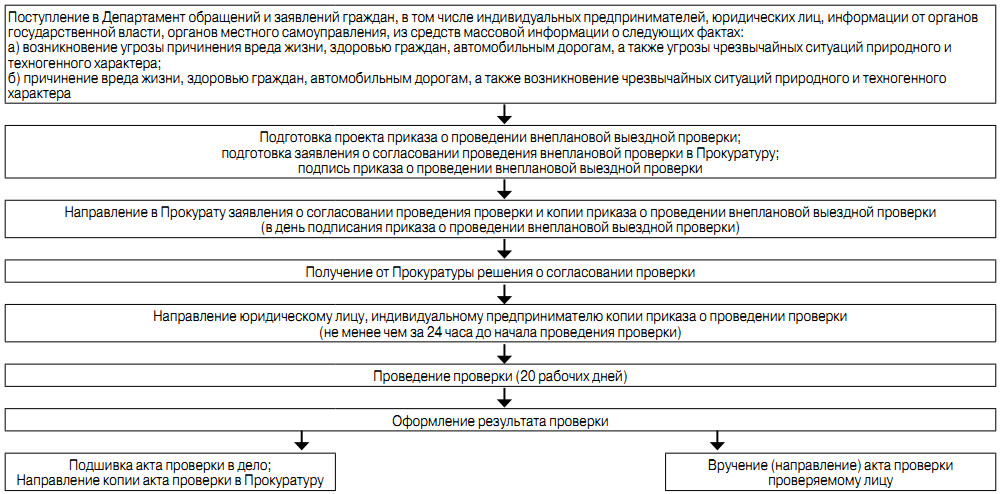 Поступление в Департамент обращений и заявлений граждан, в том числе индивидуальных предпринимателей, юридических лиц, информации от органов
государственной власти, органов местного самоуправления, из средств массовой информации о следующих фактах:
а) возникновение угрозы причинения вреда жизни, здоровью граждан, автомобильным дорогам, а также угрозы чрезвычайных ситуаций природного и
техногенного характера;
б) причинение вреда жизни, здоровью граждан, автомобильным дорогам, а также возникновение чрезвычайных ситуаций природного и техногенного
характера
Подготовка проекта приказа о проведении внеплановой выездной проверки;
подготовка заявления о согласовании проведения внеплановой проверки в Прокуратуру;
подпись приказа о проведении внеплановой выездной проверки
Направление в Прокурату заявления о согласовании проведения проверки и копии приказа о проведении внеплановой выездной проверки
(в день подписания приказа о проведении внеплановой выездной проверки)
Получение от Прокуратуры решения о согласовании проверки
Направление юридическому лицу, индивидуальному предпринимателю копии приказа о проведении проверки
(не менее чем за 24 часа до начала проведения проверки)
Проведение проверки (20 рабочих дней)
Оформление результата проверки
Подшивка акта проверки в дело;
Направление копии акта проверки в Прокуратуру
Вручение (направление) акта проверки
проверяемому лицу